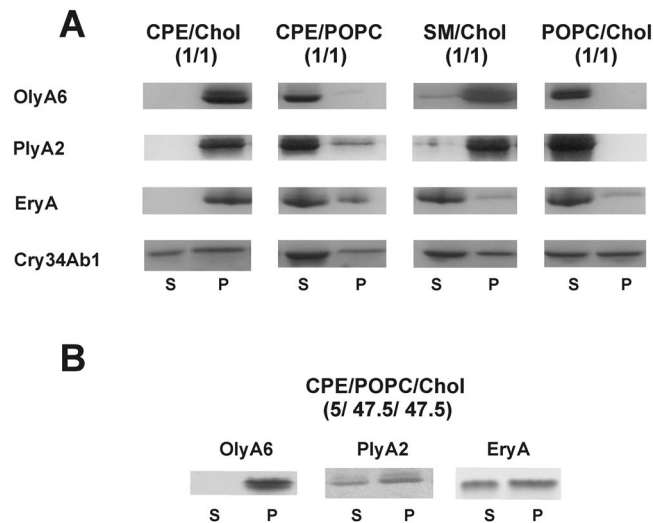 A
CPE/Chol CPE/POPC SM/Chol POPC/Chol
(1/1) (1/1) (1/1) (1/1)
OlyA6
PlyA2
EryA
Cry34Ab1
S P S P S P S P
B
CPE/POPC/Chol
(5/ 47.5/ 47.5)
OlyA6 PlyA2 EryA
S P S P S P